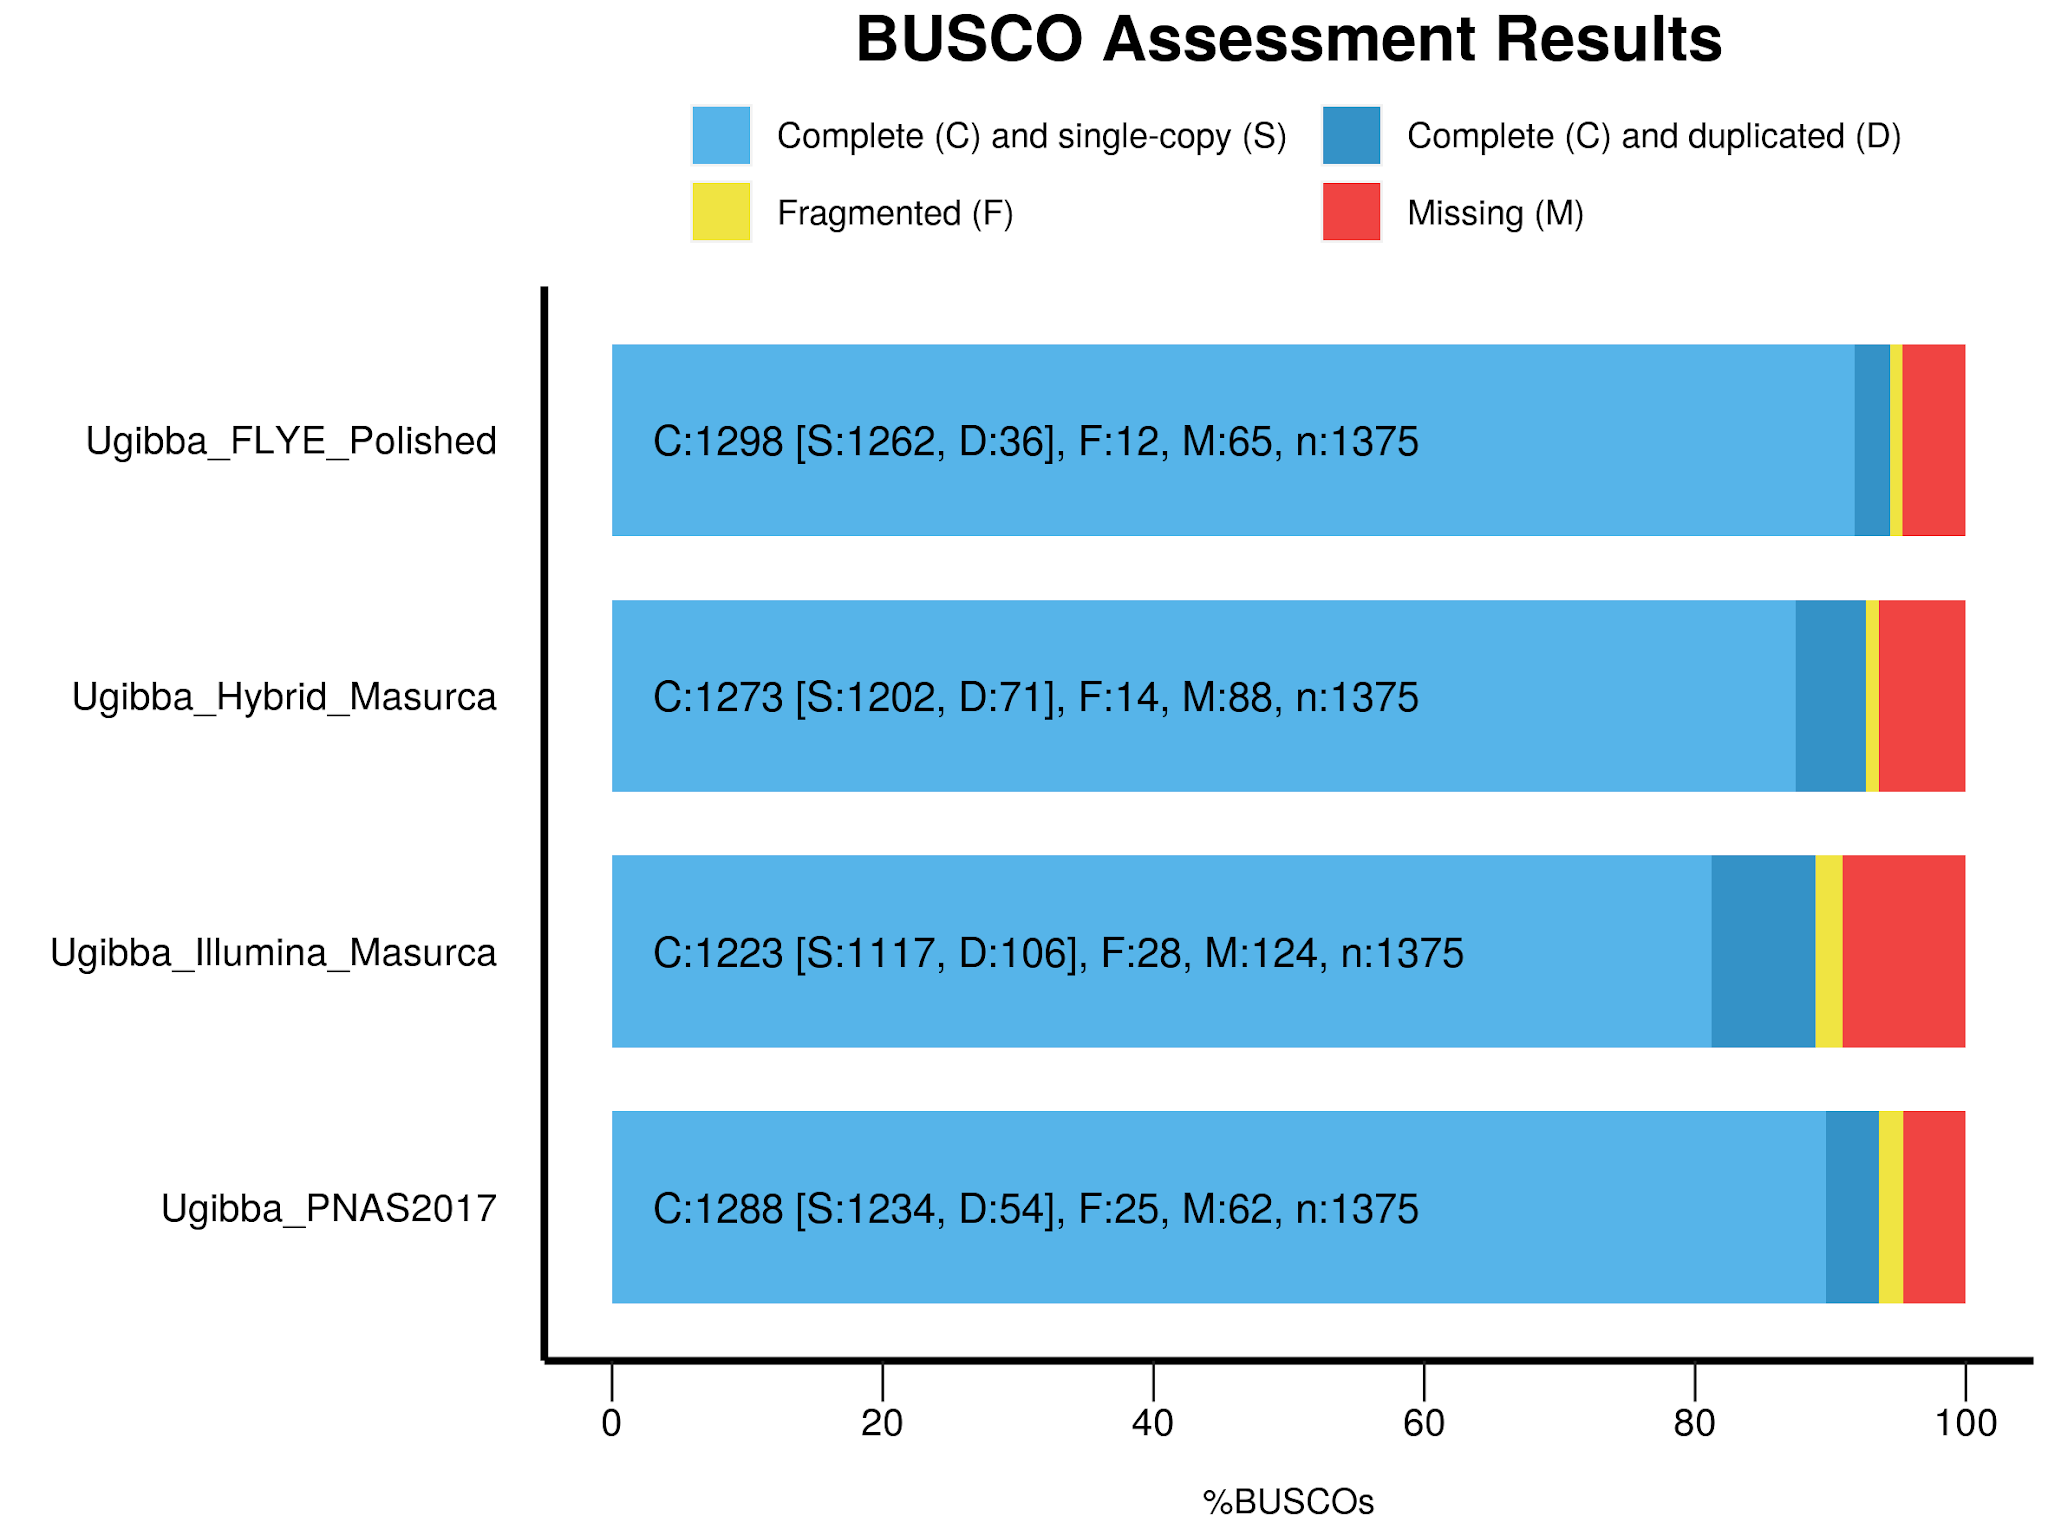 BUSCO Assessment Results
Complete (C) and single-copy (S)
Complete (C) and duplicated (D)
Fragmented (F)
Missing (M)
Ugibba_FLYE_Polished
C:1298 [S:1262, D:36], F:12, M:65, n:1375
Ugibba_Hybrid_Masurca
C:1273 [S:1202, D:71], F:14, M:88, n:1375
Ugibba_Illumina_Masurca
C:1223 [S:1117, D:106], F:28, M:124, n:1375
Ugibba_PNAS2017
C:1288 [S:1234, D:54], F:25, M:62, n:1375
0 20 40 60 80 100
%BUSCOs